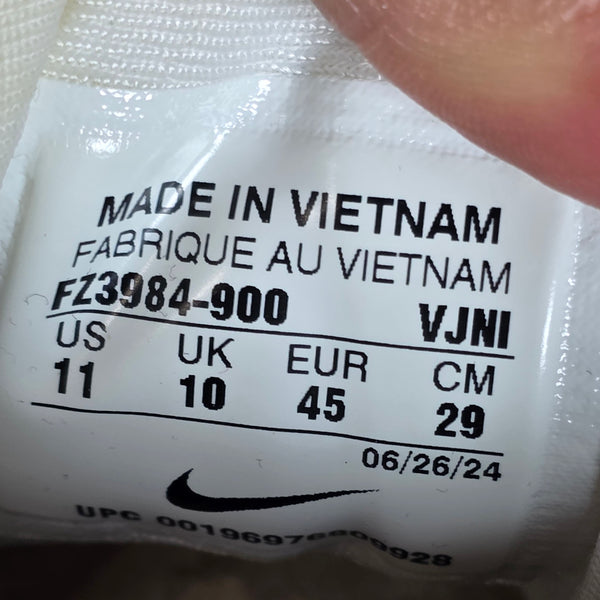 MADE IN VIETNAM
FABRIQUE AU VIETNAM
FZ3984-900 VJNI
US UK EUR CM
11 10 45 29
06/26/24
UPC